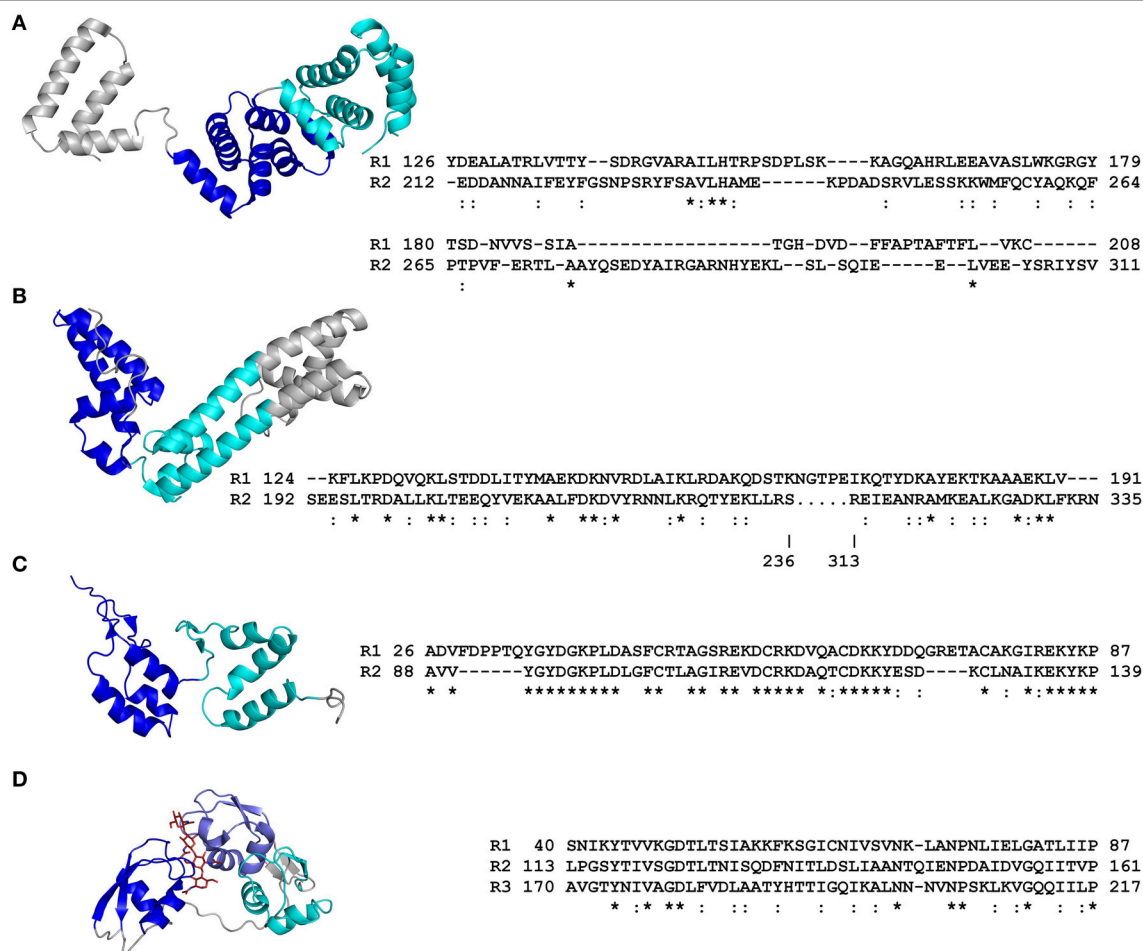 A
R1 126 YDEALATRLVTTY--SDRGVARAILHTRPSDPLSK----KAGQAHRLEEAVASLWKGRGY 179
R2 212 -EDDANNAIFEYFGSNPSRYFSAVLHAME------KPDADSRVLESSKKWMFQCYAQKQF 264
:: : : *:**: : :: : : : :
R1 180 TSD-NVVS-SIA------------------TGH-DVD--FFAPTAFTFL--VKC------ 208
R2 265 PTPVF-ERTL-AAYQSEDYAIRGARNHYEKL--SL-SQIE-----E--LVEE-YSRIYSV 311
: * *
B
R1 124 --KFLKPDQVQKLSTDDLITYMAEKDKNVRDLAIKLRDAKQDSTKNGTPEIKQTYDKAYEKTKAAAEKLV--- 191
R2 192 SEESLTRDALLKLTEEQYVEKAALFDKDVYRNNLKRQTYEKLLRS.....REIEANRAMKEALKGADKLFKRN 335
: * : **: :: : * **:* : :* : :: : ::* : *:**
| |
236 313
C
R1 26 ADVFDPPTQYGYDGKPLDASFCRTAGSREKDCRKDVQACDKKYDDQGRETACAKGIREKYKP 87
R2 88 AVV------YGYDGKPLDLGFCTLAGIREVDCRKDAQTCDKKYESD----KCLNAIKEKYKP 139
* * ********* ** ** ** ***** *:***** : : * : *:*****
D
R1 40 SNIKYTVVKGDTLTSIAKKFKSGICNIVSVNK-LANPNLIELGATLIIP 87
R2 113 LPGSYTIVSGDTLTNISQDFNITLDSLIAANTQIENPDAIDVGQIITVP 161
R3 170 AVGTYNIVAGDLFVDLAATYHTTIGQIKALNN-NVNPSKLKVGQQIILP 217
* :* ** : :: : : : : * ** ::* : :*